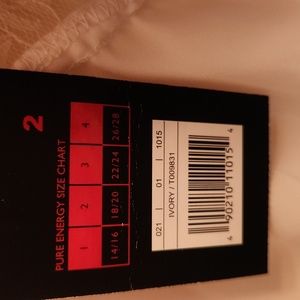 2
PURE ENERGY SIZE CHART
1 2 3 4
14/16 18/20 22/24 26/28
021 | 01 | 1015
IVORY / T009831
4 90210 11015 4